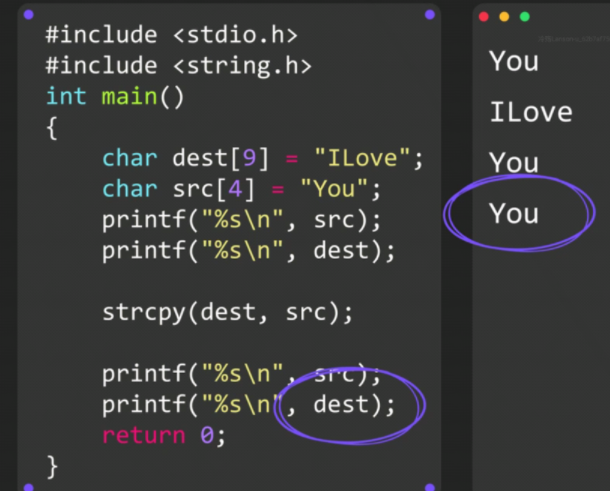 #include <stdio.h>
#include <string.h>
int main()
{
    char dest[9] = "ILove";
    char src[4] = "You";
    printf("%s\n", src);
    printf("%s\n", dest);

    strcpy(dest, src);

    printf("%s\n", src);
    printf("%s\n", dest);
    return 0;
}
You
ILove
You
You